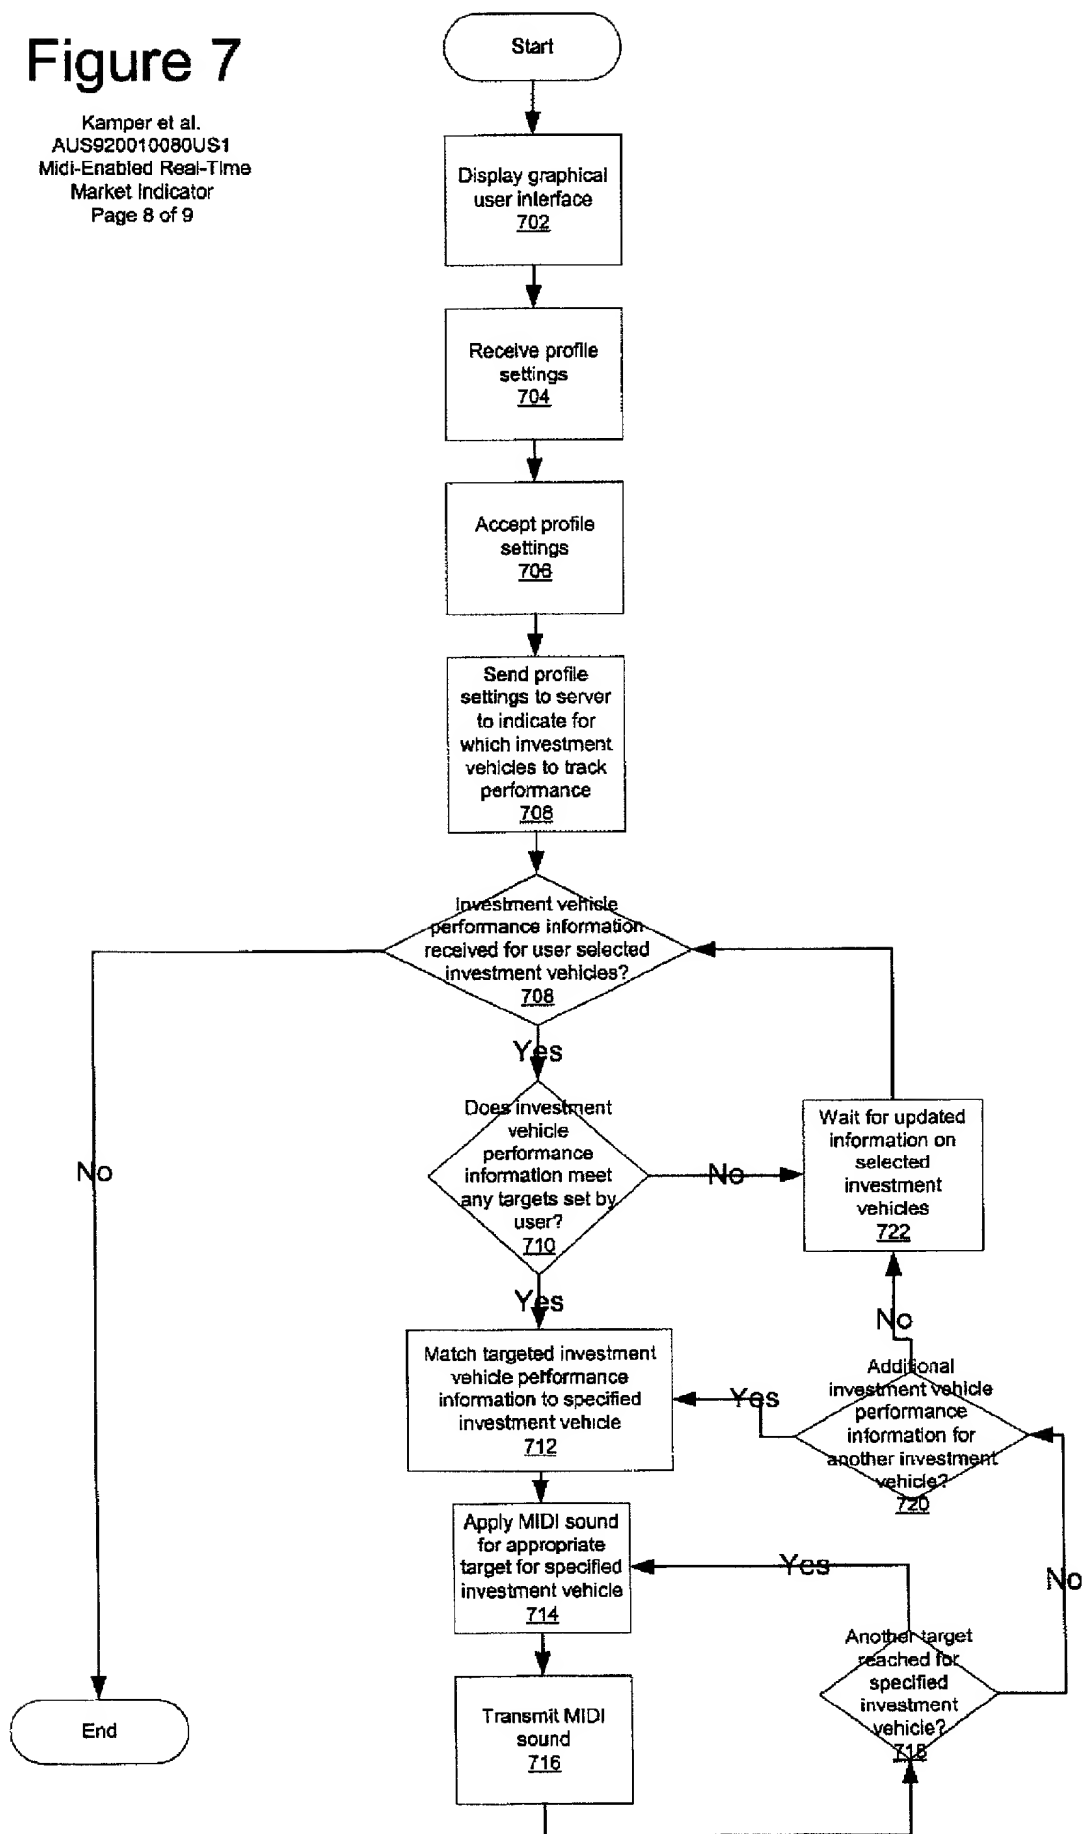 Figure 7
Kamper et al.
AUS920010080US1
Midi-Enabled Real-Time
Market Indicator
Page 8 of 9
Start
Display graphical
user interface
702
Receive profile
settings
704
Accept profile
settings
706
Send profile
settings to server
to indicate for
which investment
vehicles to track
performance
708
Investment vehicle
performance information
received for user selected
investment vehicles?
708
Yes
No
Does investment
vehicle
performance
information meet
any targets set by
user?
710
No
Yes
Wait for updated
information on
selected
investment
vehicles
722
No
Match targeted investment
vehicle performance
information to specified
investment vehicle
712
Yes
Additional
investment vehicle
performance
information for
another investment
vehicle?
720
Apply MIDI sound
for appropriate
target for specified
investment vehicle
714
Yes
No
Another target
reached for
specified
investment
vehicle?
718
Transmit MIDI
sound
716
End